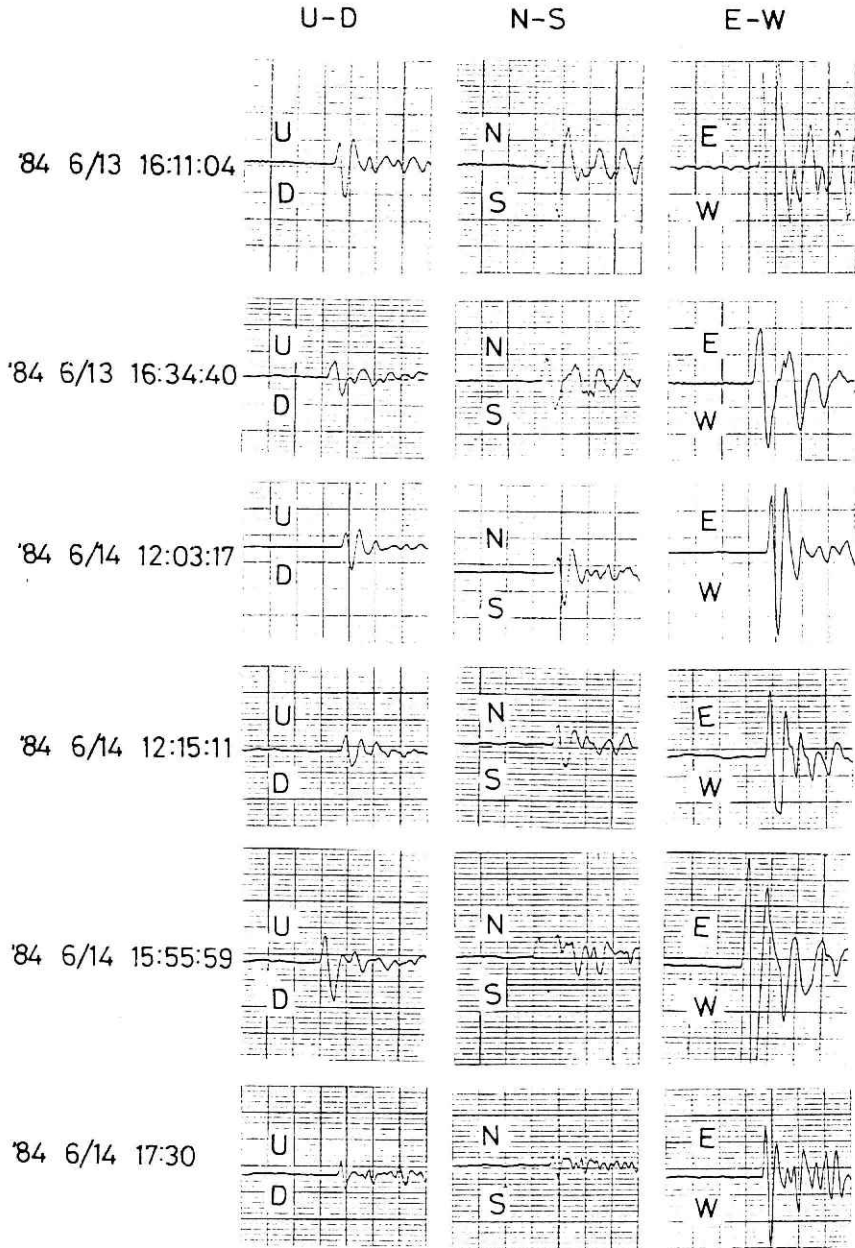 U-D N-S E-W
U N E
'84 6/13 16:11:04
D S W
U N E
'84 6/13 16:34:40
D S W
U N E
'84 6/14 12:03:17
D S W
U N E
'84 6/14 12:15:11
D S W
U N E
'84 6/14 15:55:59
D S W
U N E
'84 6/14 17:30
D S W